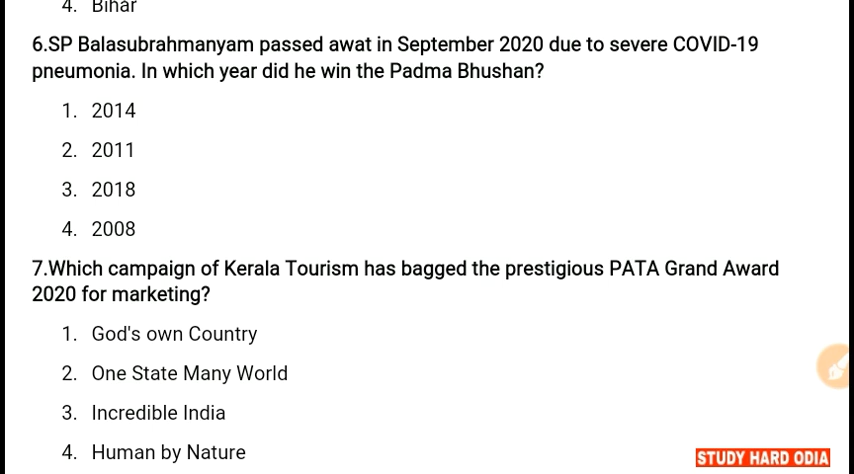 4. Bihar
6.SP Balasubrahmanyam passed awat in September 2020 due to severe COVID-19
pneumonia. In which year did he win the Padma Bhushan?
1. 2014
2. 2011
3. 2018
4. 2008
7.Which campaign of Kerala Tourism has bagged the prestigious PATA Grand Award
2020 for marketing?
1. God's own Country
2. One State Many World
3. Incredible India
4. Human by Nature
STUDY HARD ODIA